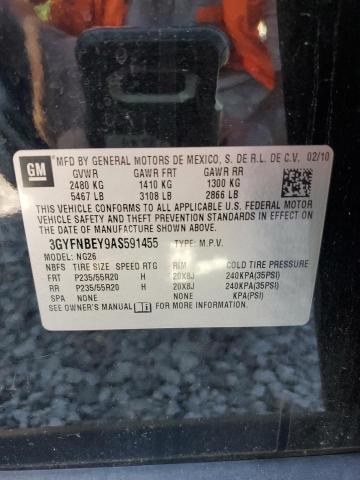 GM
MFD BY GENERAL MOTORS DE MEXICO, S. DE R.L. DE C.V. 02/10
GVWR GAWR FRT GAWR RR
2480 KG 1410 KG 1300 KG
5467 LB 3108 LB 2866 LB
THIS VEHICLE CONFORMS TO ALL APPLICABLE U.S. FEDERAL MOTOR
VEHICLE SAFETY, BUMPER, AND THEFT PREVENTION STANDARDS
IN EFFECT ON THE DATE OF MANUFACTURE SHOWN ABOVE.
3GYFNBEY9AS591455 TYPE: M.P.V.
MODEL: NG26
NBFS TIRE SIZE SPEED RTG RIM COLD TIRE PRESSURE
FRT P235/55R20 H 20X8J 240KPA(35PSI)
RR P235/55R20 H 20X8J 240KPA(35PSI)
SPA NONE NONE KPA(PSI)
SEE OWNER'S MANUAL FOR MORE INFORMATION.